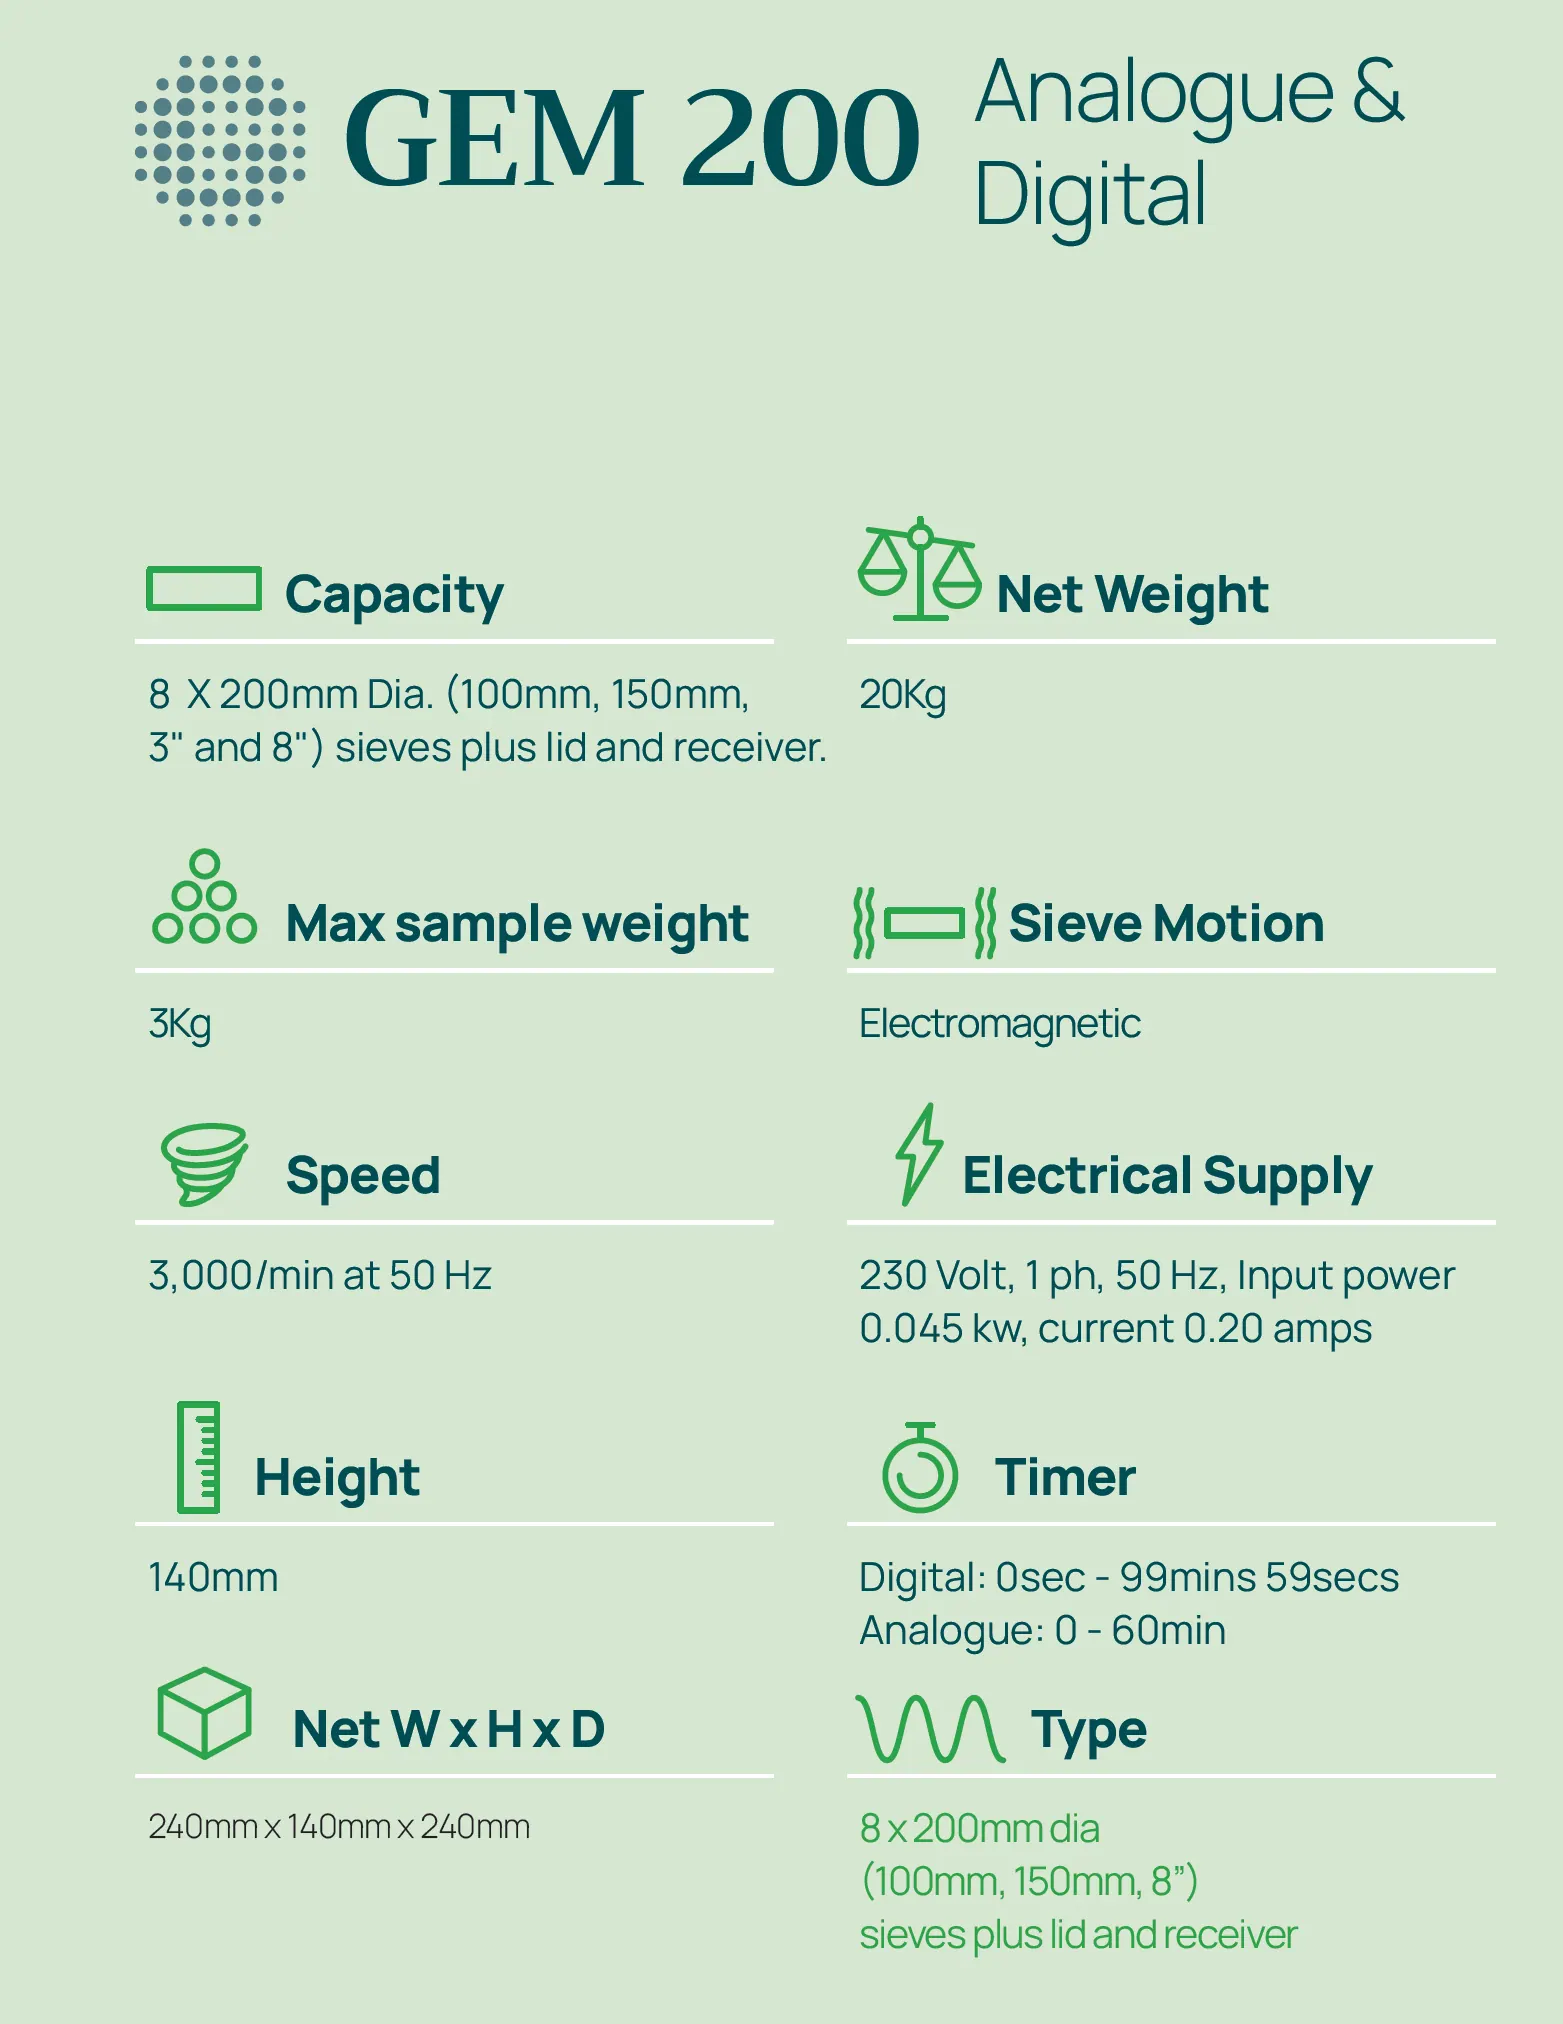 GEM 200
Analogue &
Digital
Capacity
8 X 200mm Dia. (100mm, 150mm,
3" and 8") sieves plus lid and receiver.
Net Weight
20Kg
Max sample weight
3Kg
Sieve Motion
Electromagnetic
Speed
3,000/min at 50 Hz
Electrical Supply
230 Volt, 1 ph, 50 Hz, Input power
0.045 kw, current 0.20 amps
Height
140mm
Timer
Digital: 0sec - 99mins 59secs
Analogue: 0 - 60min
Net W x H x D
240mm x 140mm x 240mm
Type
8 x 200mm dia
(100mm, 150mm, 8”)
sieves plus lid and receiver